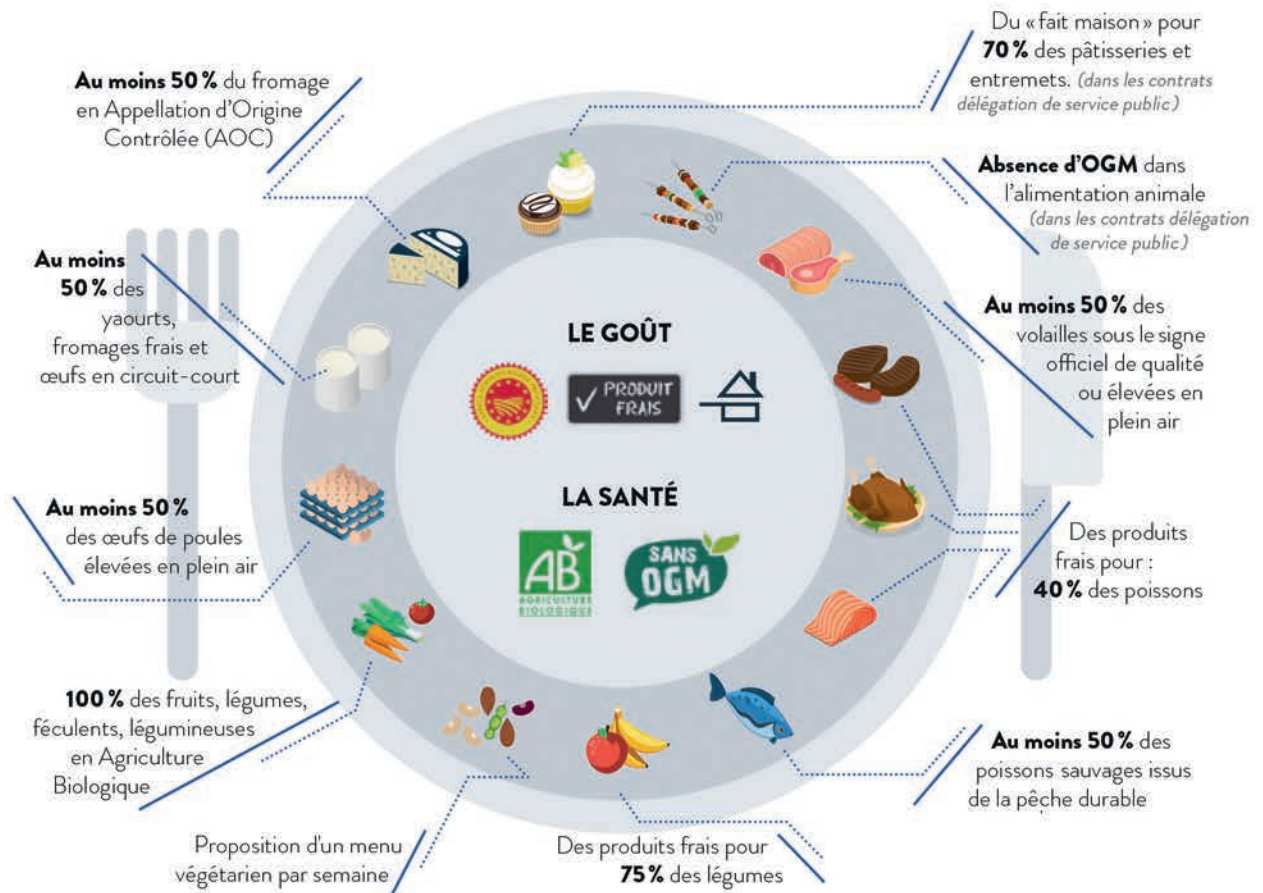 Du « fait maison » pour
70 % des pâtisseries et
entremets. (dans les contrats
délégation de service public)
Au moins 50 % du fromage
en Appellation d'Origine
Contrôlée (AOC)
Absence d'OGM dans
l'alimentation animale
(dans les contrats délégation
de service public)
Au moins
50 % des
yaourts,
fromages frais et
œufs en circuit-court
Au moins 50 % des
volailles sous le signe
officiel de qualité
ou élevées en
plein air
LE GOÛT
PRODUIT
FRAIS
LA SANTÉ
AB
AGRICULTURE
BIOLOGIQUE
SANS
OGM
Au moins 50 %
des œufs de poules
élevées en plein air
Des produits
frais pour :
40 % des poissons
100 % des fruits, légumes,
féculents, légumineuses
en Agriculture
Biologique
Au moins 50 % des
poissons sauvages issus
de la pêche durable
Proposition d'un menu
végétarien par semaine
Des produits frais pour
75 % des légumes